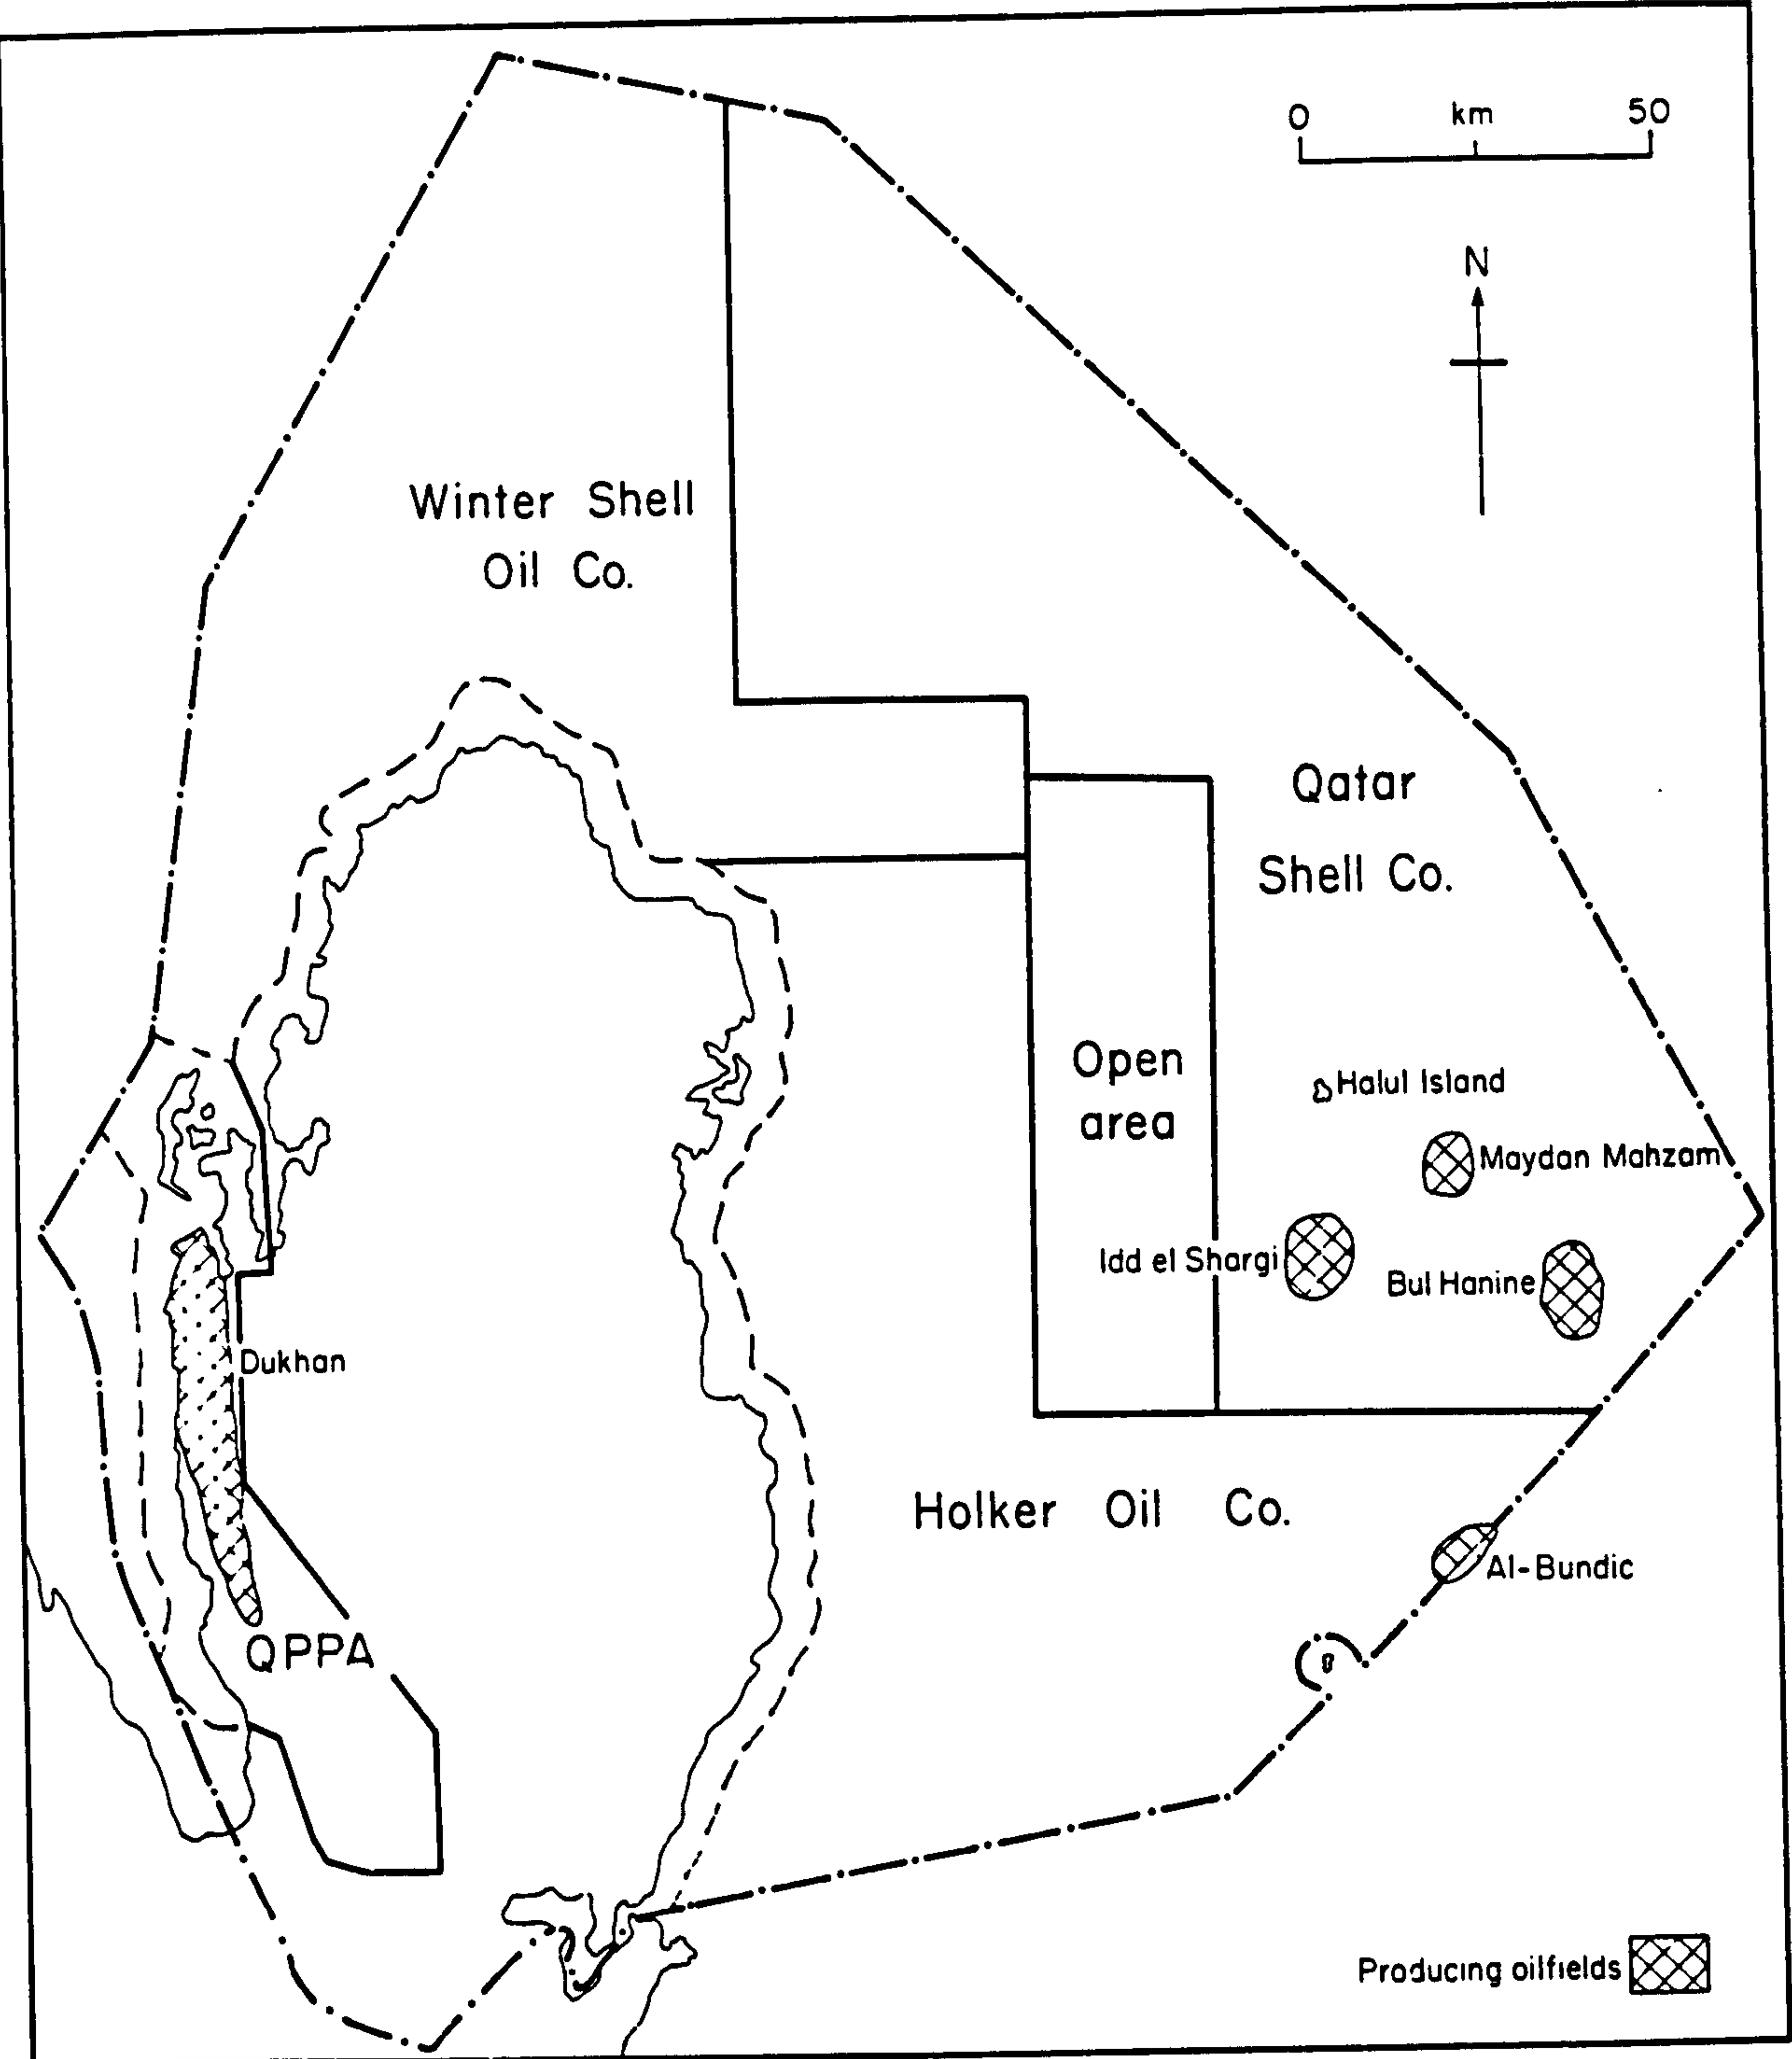 0 km 50
N
Winter Shell
Oil Co.
Qatar
Shell Co.
Open
area
Halul Island
Maydan Mahzam
Idd el Shargi
Bul Hanine
Dukhan
Holker Oil Co.
Al-Bundic
QPPA
Producing oilfields